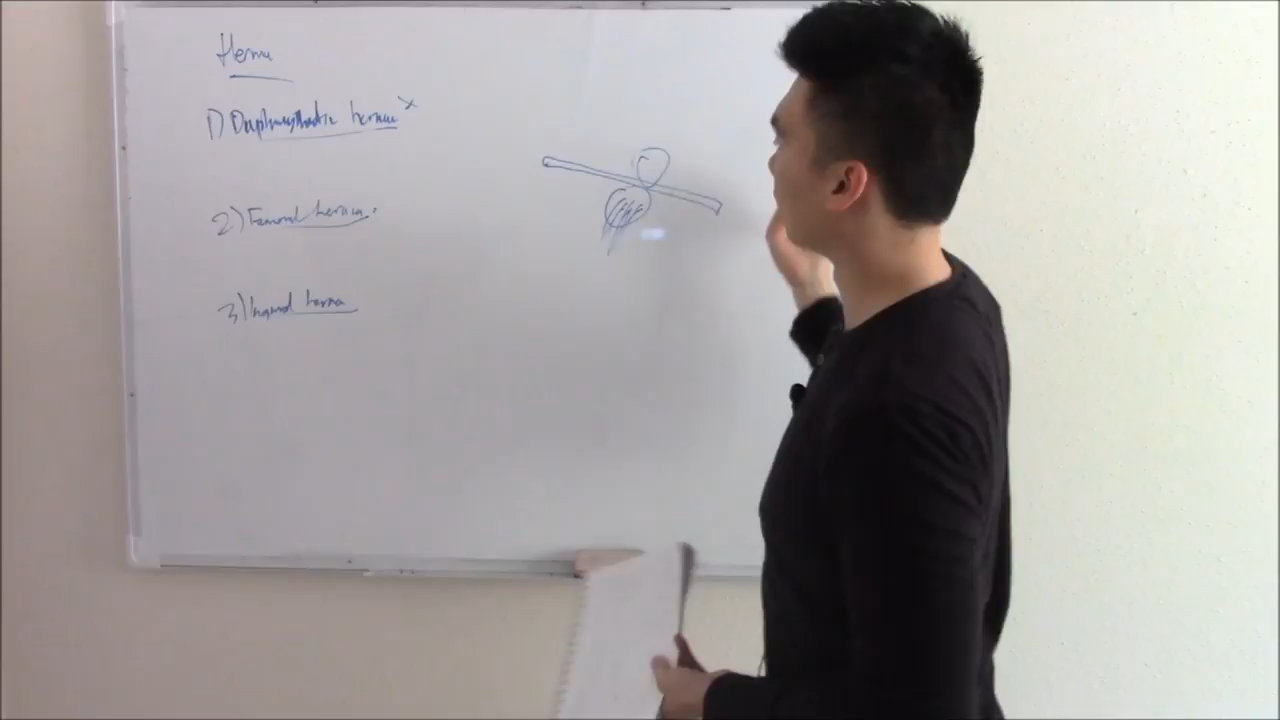 Hernia
1) Diaphragmatic hernia x
2) Femoral hernia.
3) Inguinal hernia